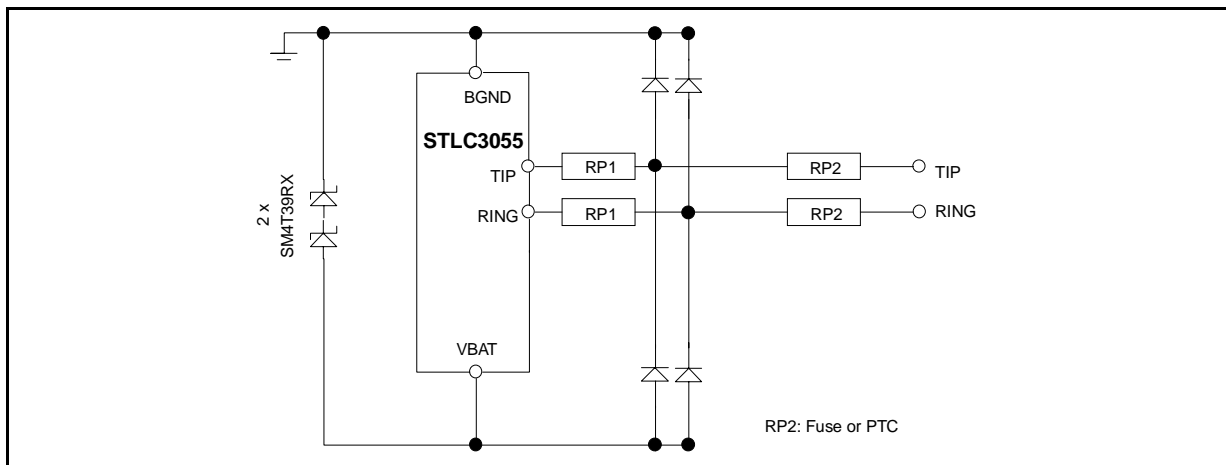 BGND
STLC3055
TIP
RP1
RP2
TIP
RING
RP1
RP2
RING
2 x
SM4T39RX
VBAT
RP2: Fuse or PTC